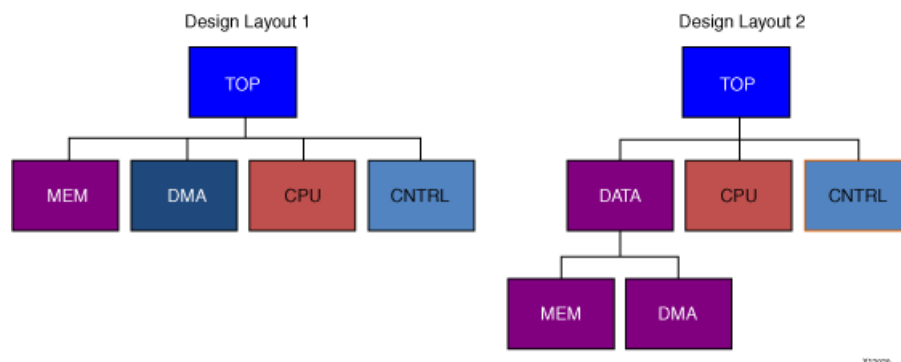 Design Layout 1
Design Layout 2
TOP
TOP
MEM
DMA
CPU
CNTRL
DATA
CPU
CNTRL
MEM
DMA